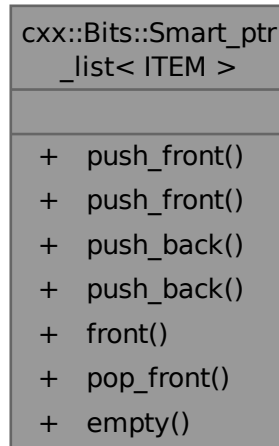 cxx::Bits::Smart_ptr
_list< ITEM >
+ push_front()
+ push_front()
+ push_back()
+ push_back()
+ front()
+ pop_front()
+ empty()